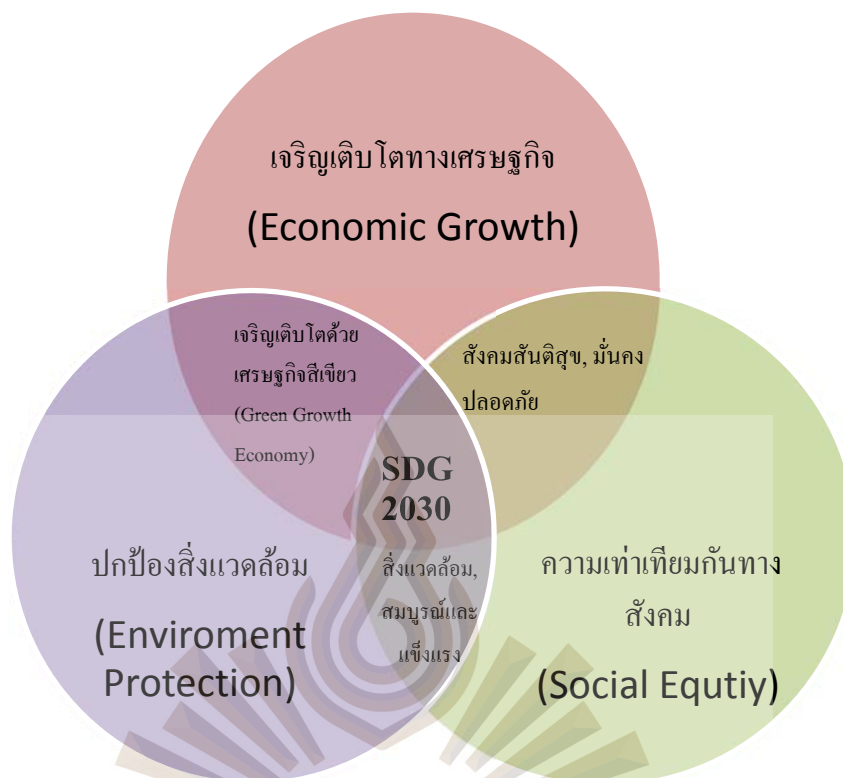 เจริญเติบโตทางเศรษฐกิจ
(Economic Growth)
เจริญเติบโตด้วย
เศรษฐกิจสีเขียว
(Green Growth
Economy)
สังคมสันติสุข, มั่นคง
ปลอดภัย
SDG
2030
สิ่งแวดล้อม,
สมบูรณ์และ
แข็งแรง
ปกป้องสิ่งแวดล้อม
(Enviroment
Protection)
ความเท่าเทียมกันทาง
สังคม
(Social Equtiy)